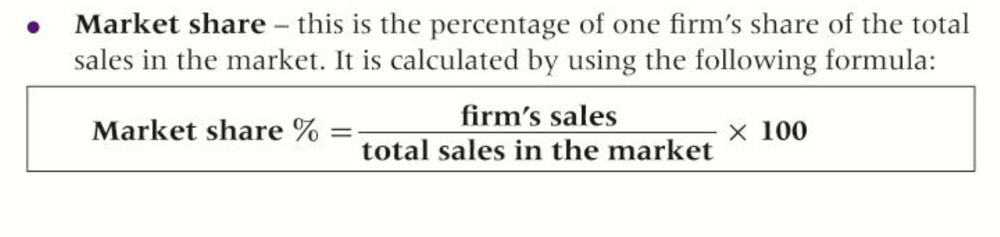 • Market share – this is the percentage of one firm's share of the total
sales in the market. It is calculated by using the following formula:
Market share % = firm's sales / total sales in the market × 100